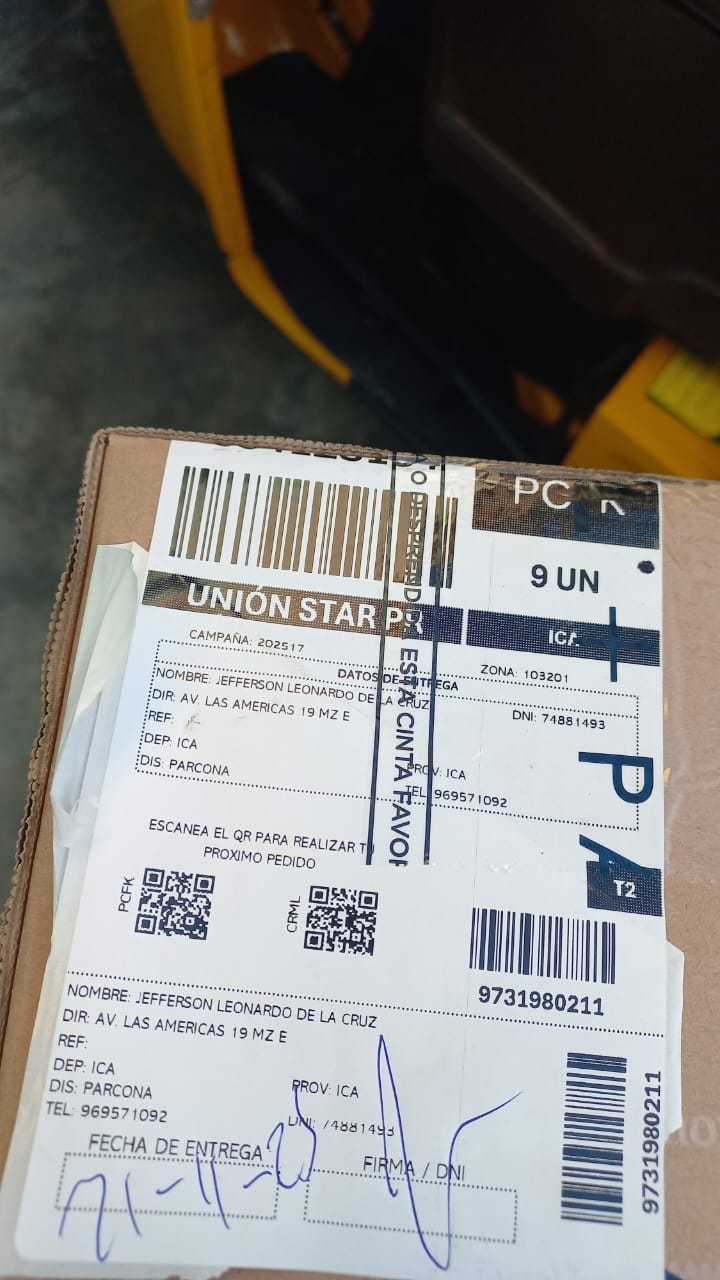 PC K
9 UN
UNIÓN STAR
ICA
CAMPAÑA: 202517
ZONA: 103201
DATOS DE ENTREGA
NOMBRE: JEFFERSON LEONARDO DE LA CRUZ
DNI: 74881493
DIR: AV. LAS AMERICAS 19 MZ E
REF:
DEP: ICA
PROV: ICA
DIS: PARCONA
TEL: 969571092
DE ESTA CINTA FAVOR
P
A
T2
ESCANEA EL QR PARA REALIZAR TU
PROXIMO PEDIDO
PCFK
CRML
9731980211
NOMBRE: JEFFERSON LEONARDO DE LA CRUZ
DIR: AV. LAS AMERICAS 19 MZ E
REF:
DEP: ICA
PROV: ICA
DIS: PARCONA
TEL: 969571092
DNI: 74881493
FECHA DE ENTREGA
FIRMA / DNI
9731980211